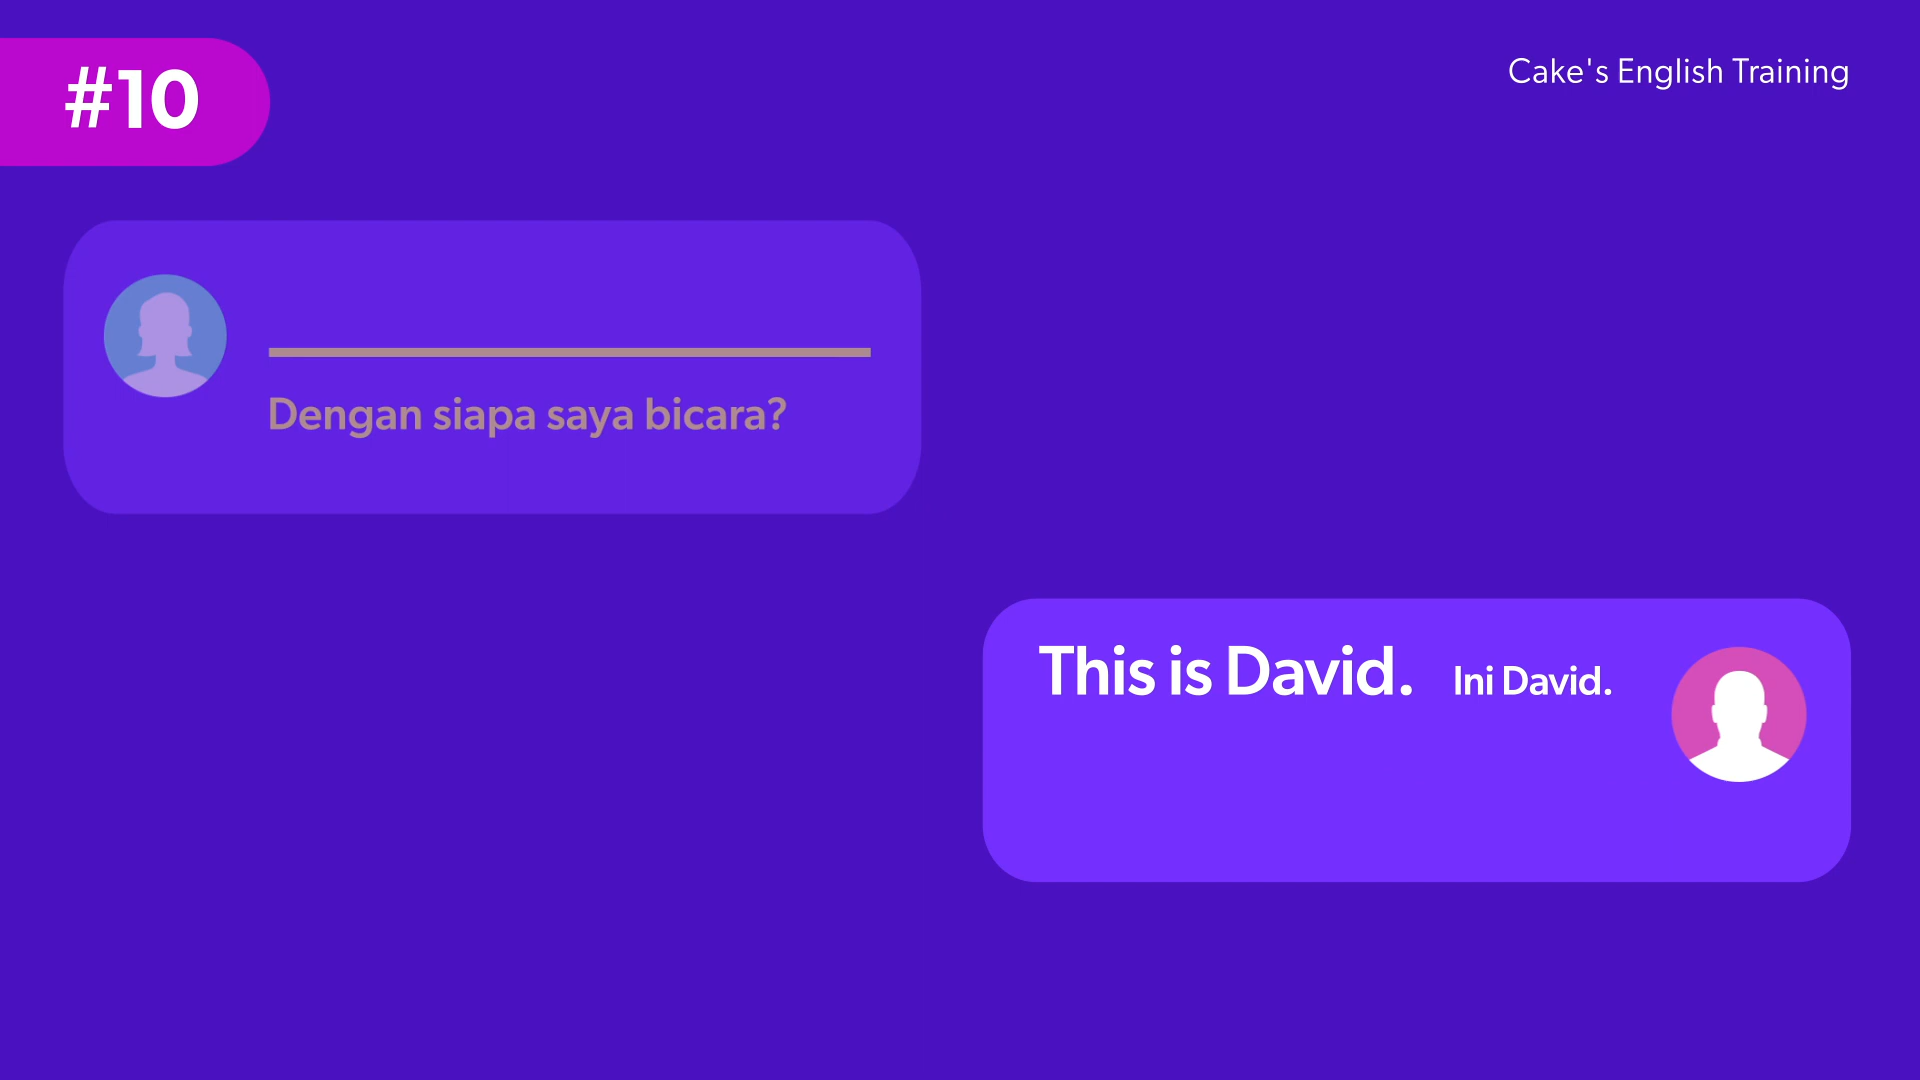 #10
Cake's English Training
Dengan siapa saya bicara?
This is David. Ini David.